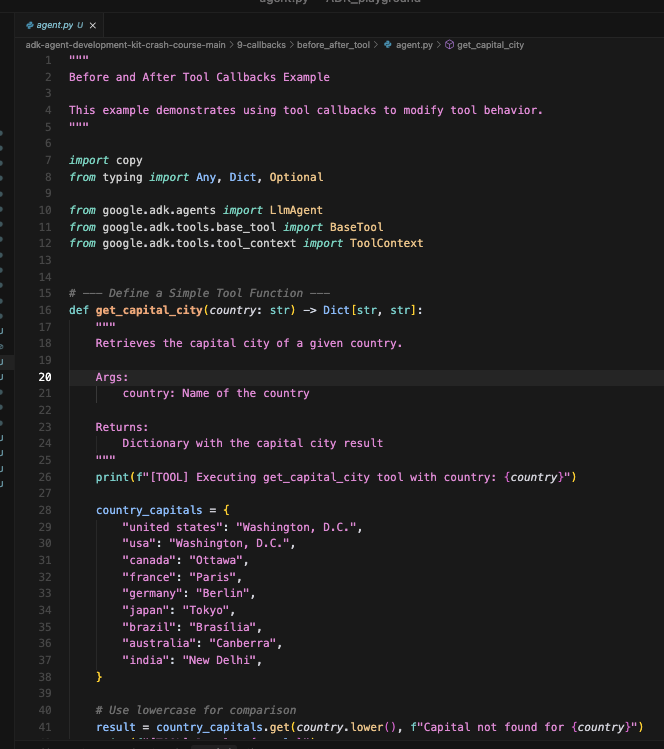 agent.py - ADK_playground
agent.py U ×
adk-agent-development-kit-crash-course-main > 9-callbacks > before_after_tool > agent.py > get_capital_city
1 """
2 Before and After Tool Callbacks Example
3
4 This example demonstrates using tool callbacks to modify tool behavior.
5 """
6
7 import copy
8 from typing import Any, Dict, Optional
9
10 from google.adk.agents import LlmAgent
11 from google.adk.tools.base_tool import BaseTool
12 from google.adk.tools.tool_context import ToolContext
13
14
15 # --- Define a Simple Tool Function ---
16 def get_capital_city(country: str) -> Dict[str, str]:
17 """
18 Retrieves the capital city of a given country.
19
20 Args:
21 country: Name of the country
22
23 Returns:
24 Dictionary with the capital city result
25 """
26 print(f"[TOOL] Executing get_capital_city tool with country: {country}")
27
28 country_capitals = {
29 "united states": "Washington, D.C.",
30 "usa": "Washington, D.C.",
31 "canada": "Ottawa",
32 "france": "Paris",
33 "germany": "Berlin",
34 "japan": "Tokyo",
35 "brazil": "Brasília",
36 "australia": "Canberra",
37 "india": "New Delhi",
38 }
39
40 # Use lowercase for comparison
41 result = country_capitals.get(country.lower(), f"Capital not found for {country}")